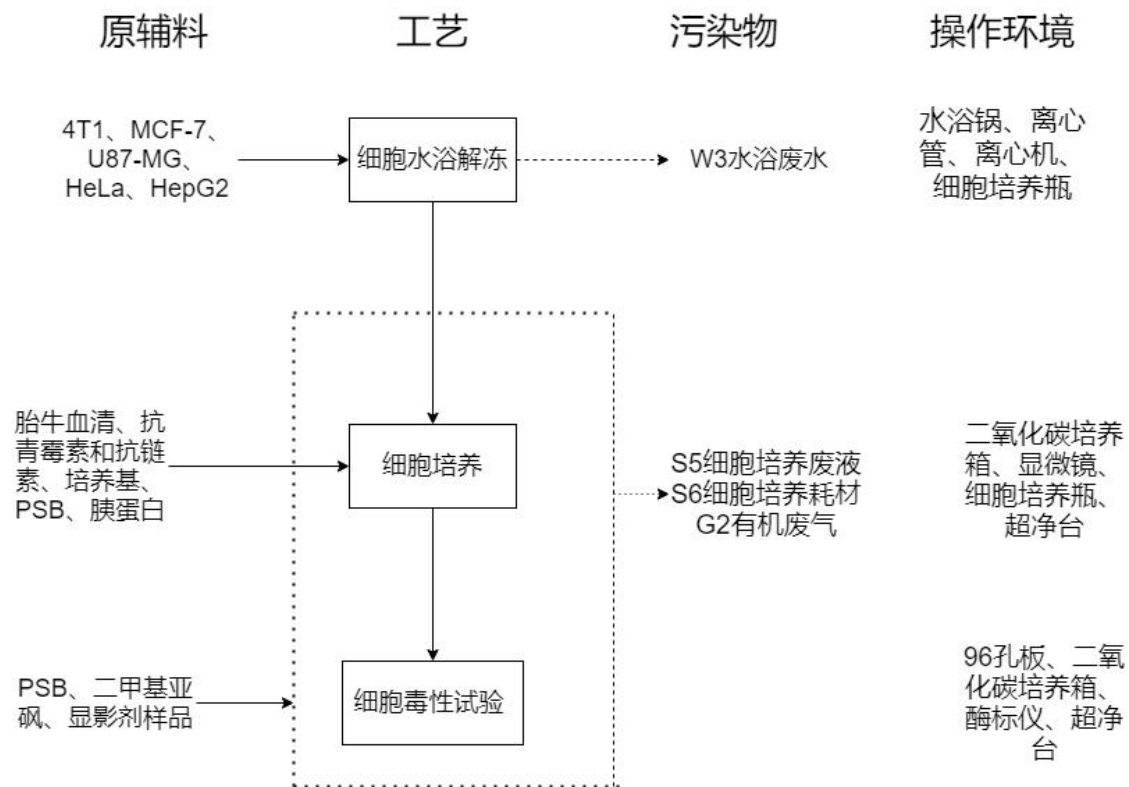 原辅料
工艺
污染物
操作环境
4T1、MCF-7、
U87-MG、
HeLa、HepG2
细胞水浴解冻
W3水浴废水
水浴锅、离心
管、离心机、
细胞培养瓶
胎牛血清、抗
青霉素和抗链
素、培养基、
PSB、胰蛋白
细胞培养
S5细胞培养废液
S6细胞培养耗材
G2有机废气
二氧化碳培养
箱、显微镜、
细胞培养瓶、
超净台
PSB、二甲基亚
砜、显影剂样品
细胞毒性试验
96孔板、二氧
化碳培养箱、
酶标仪、超净
台